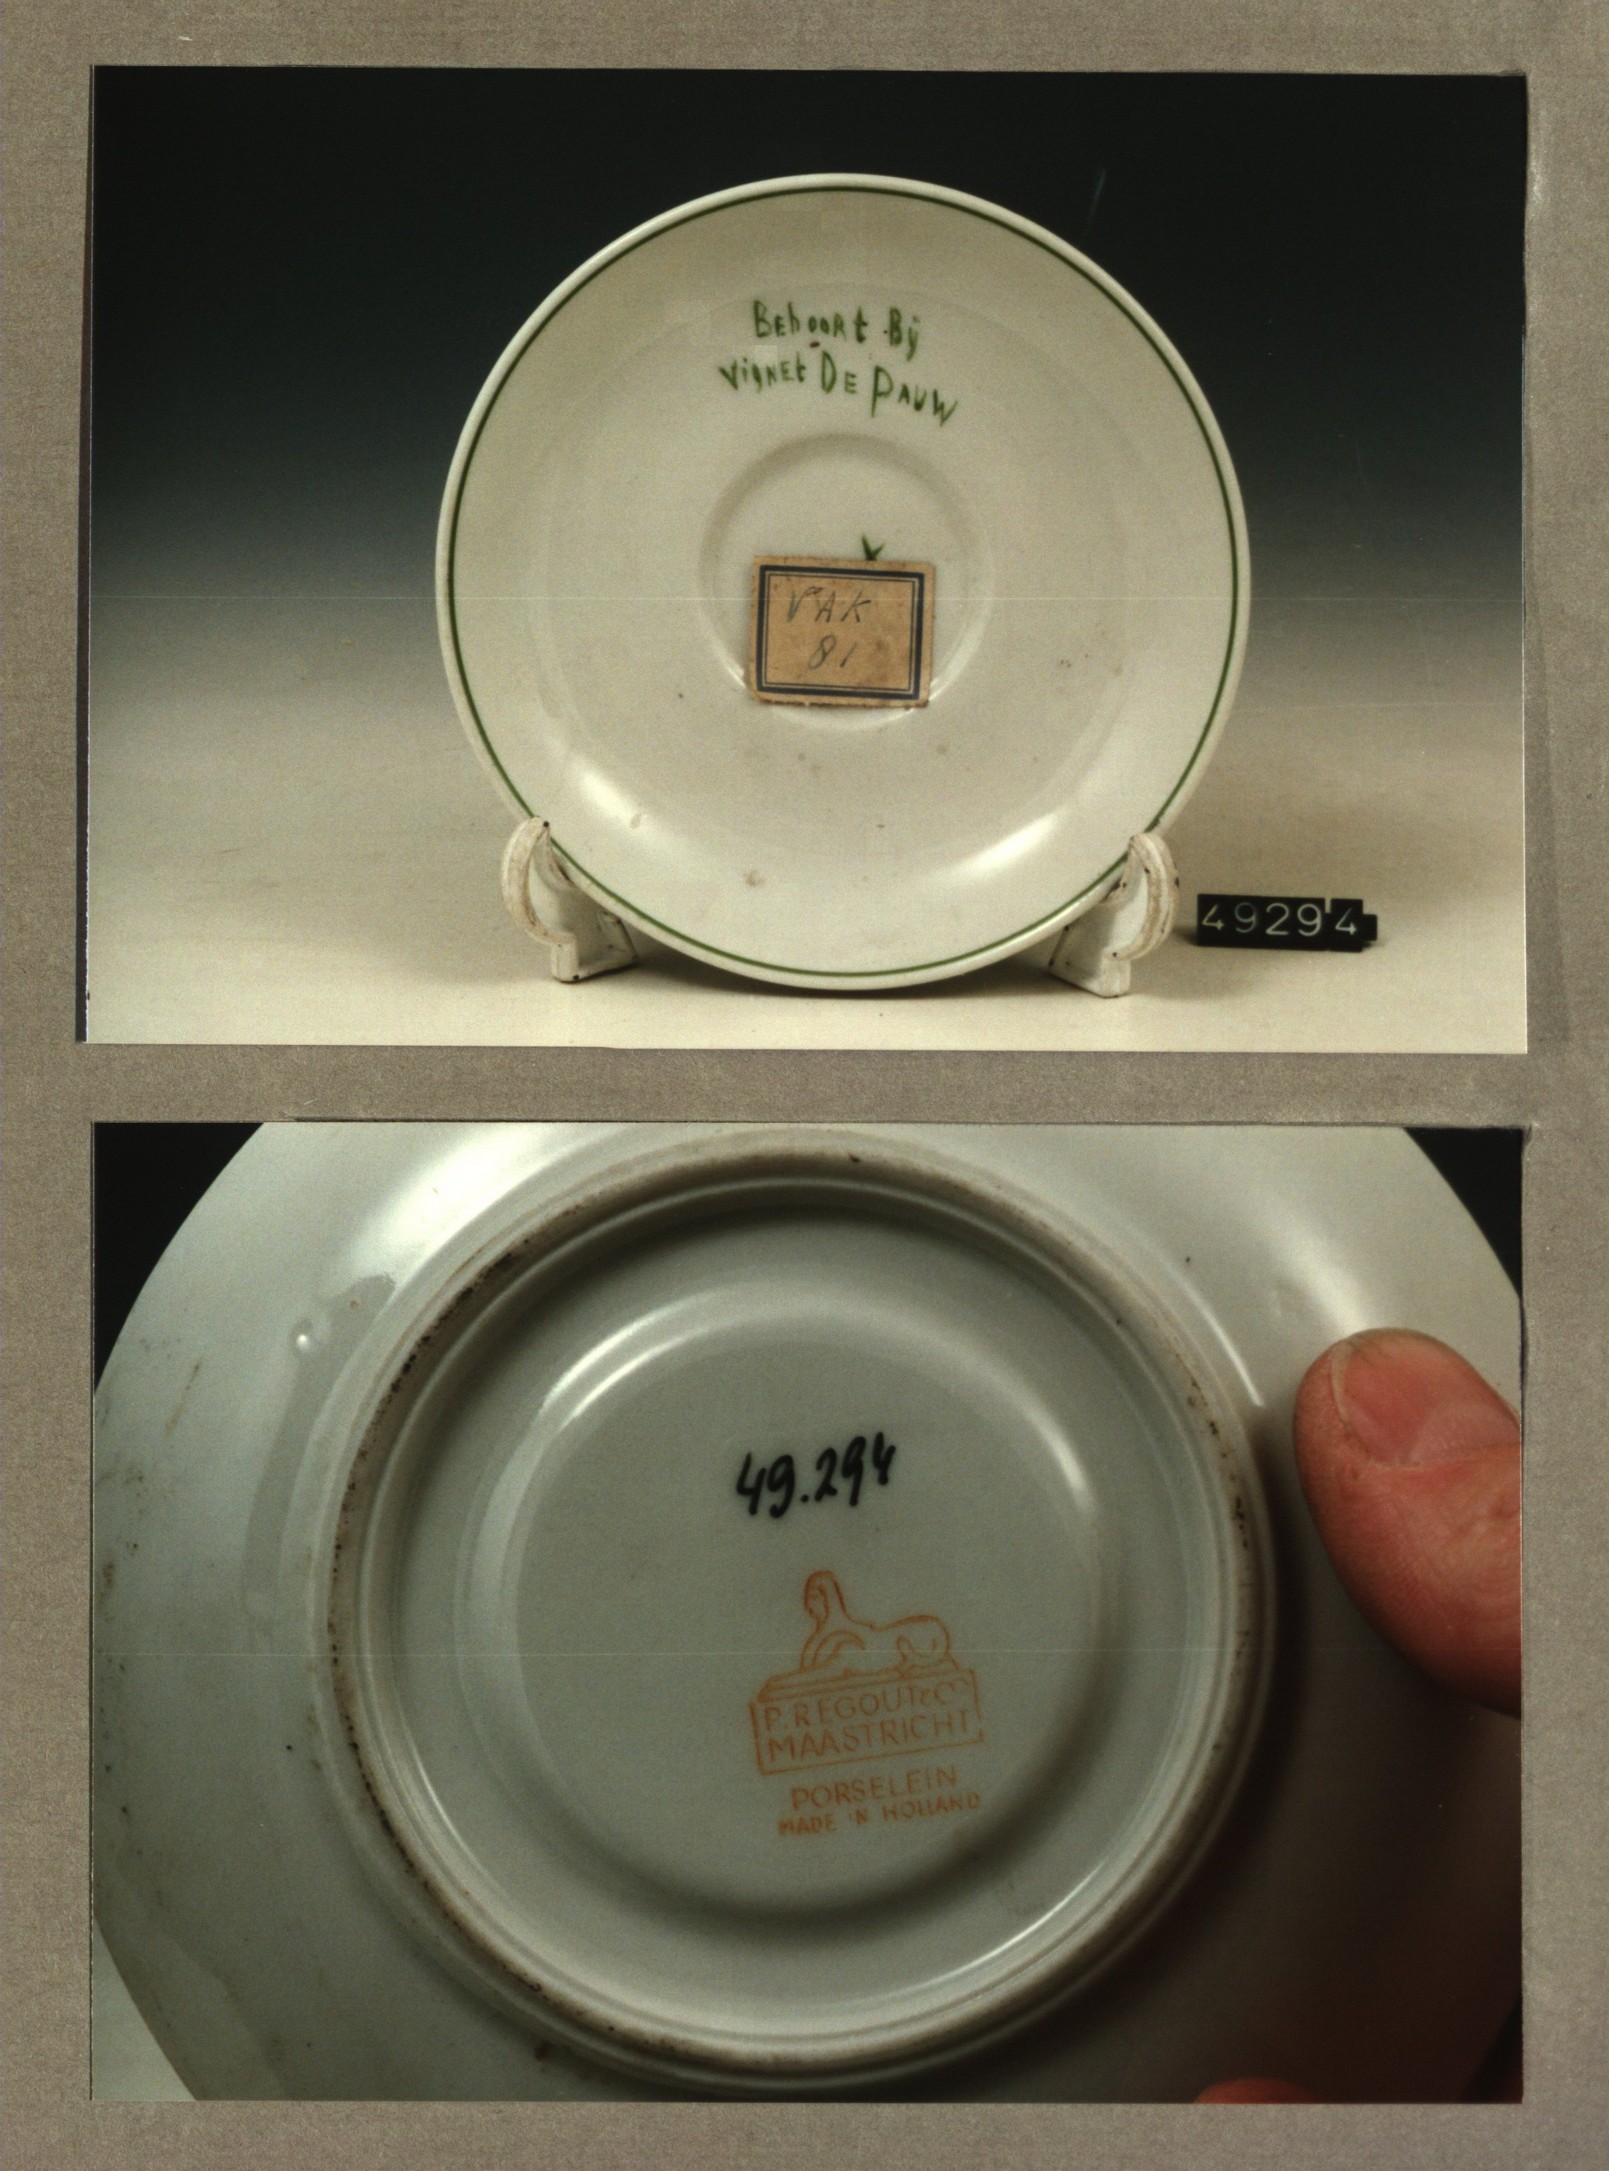 Behoort Bij
Vignet De Pauw
VAK
81
49294
49.294
P. REGOUT & Co
MAASTRICHT
PORSELEIN
MADE IN HOLLAND